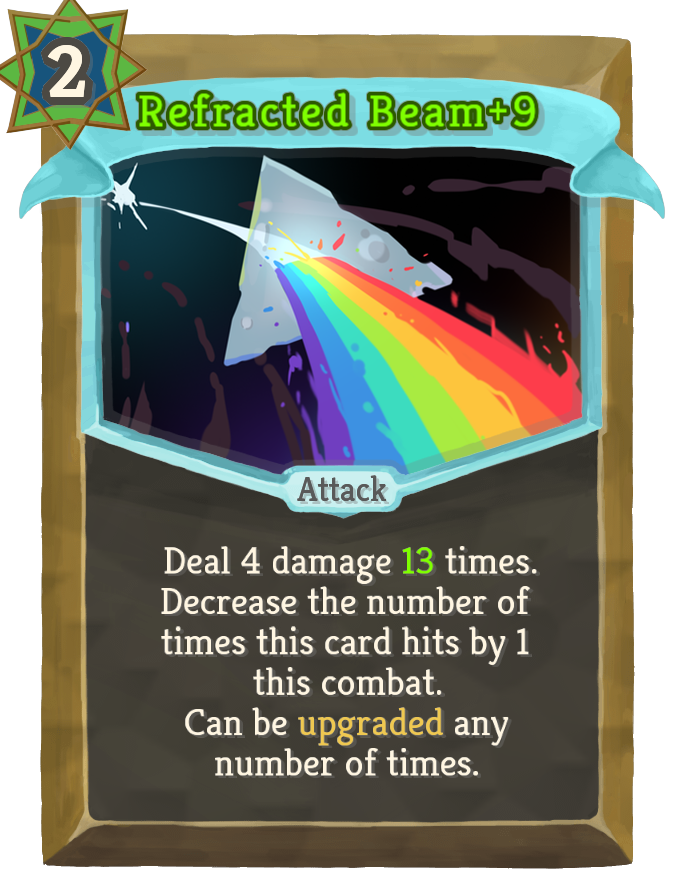 2
Refracted Beam+9
Attack
Deal 4 damage 13 times.
Decrease the number of
times this card hits by 1
this combat.
Can be upgraded any
number of times.